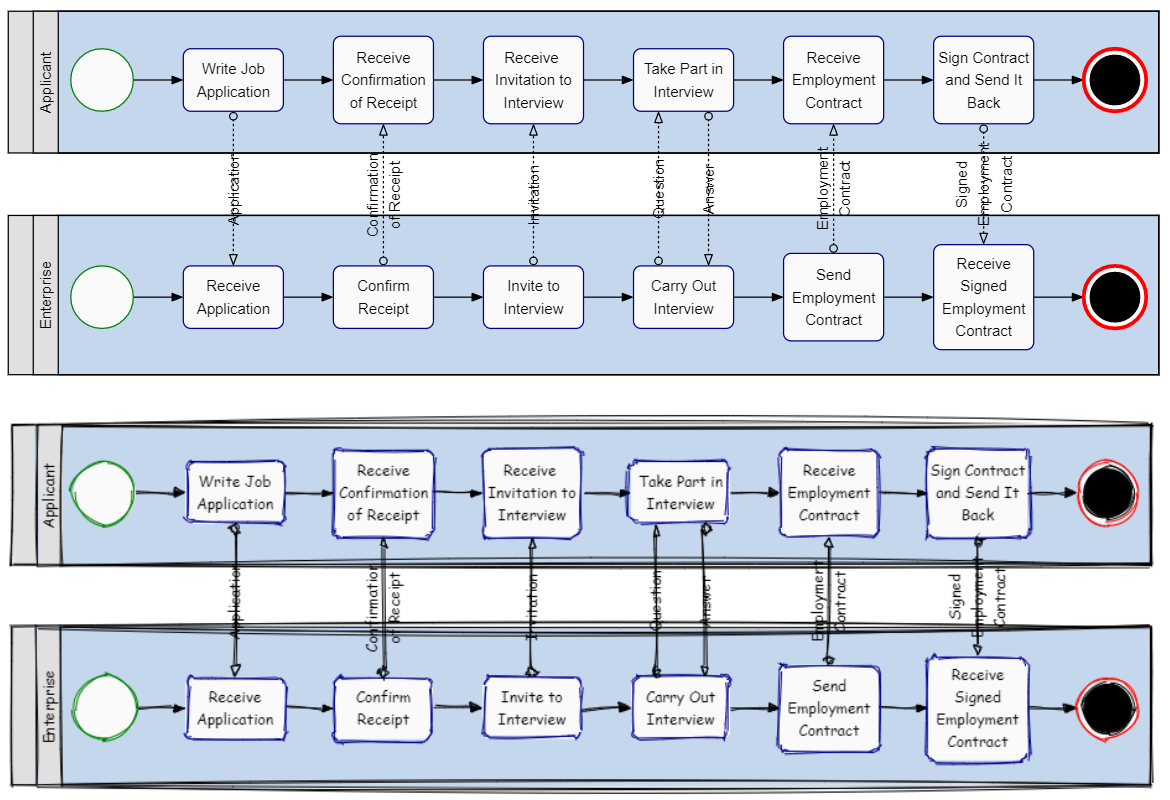 Applicant
Write Job
Application
Receive
Confirmation
of Receipt
Receive
Invitation to
Interview
Take Part in
Interview
Receive
Employment
Contract
Sign Contract
and Send It
Back
Application
Confirmation
of Receipt
Invitation
Question
Answer
Employment
Contract
Signed
Employment
Contract
Enterprise
Receive
Application
Confirm
Receipt
Invite to
Interview
Carry Out
Interview
Send
Employment
Contract
Receive
Signed
Employment
Contract
Applicant
Write Job
Application
Receive
Confirmation
of Receipt
Receive
Invitation to
Interview
Take Part in
Interview
Receive
Employment
Contract
Sign Contract
and Send It
Back
Application
Confirmation
of Receipt
Invitation
Question
Answer
Employment
Contract
Signed
Employment
Contract
Enterprise
Receive
Application
Confirm
Receipt
Invite to
Interview
Carry Out
Interview
Send
Employment
Contract
Receive
Signed
Employment
Contract